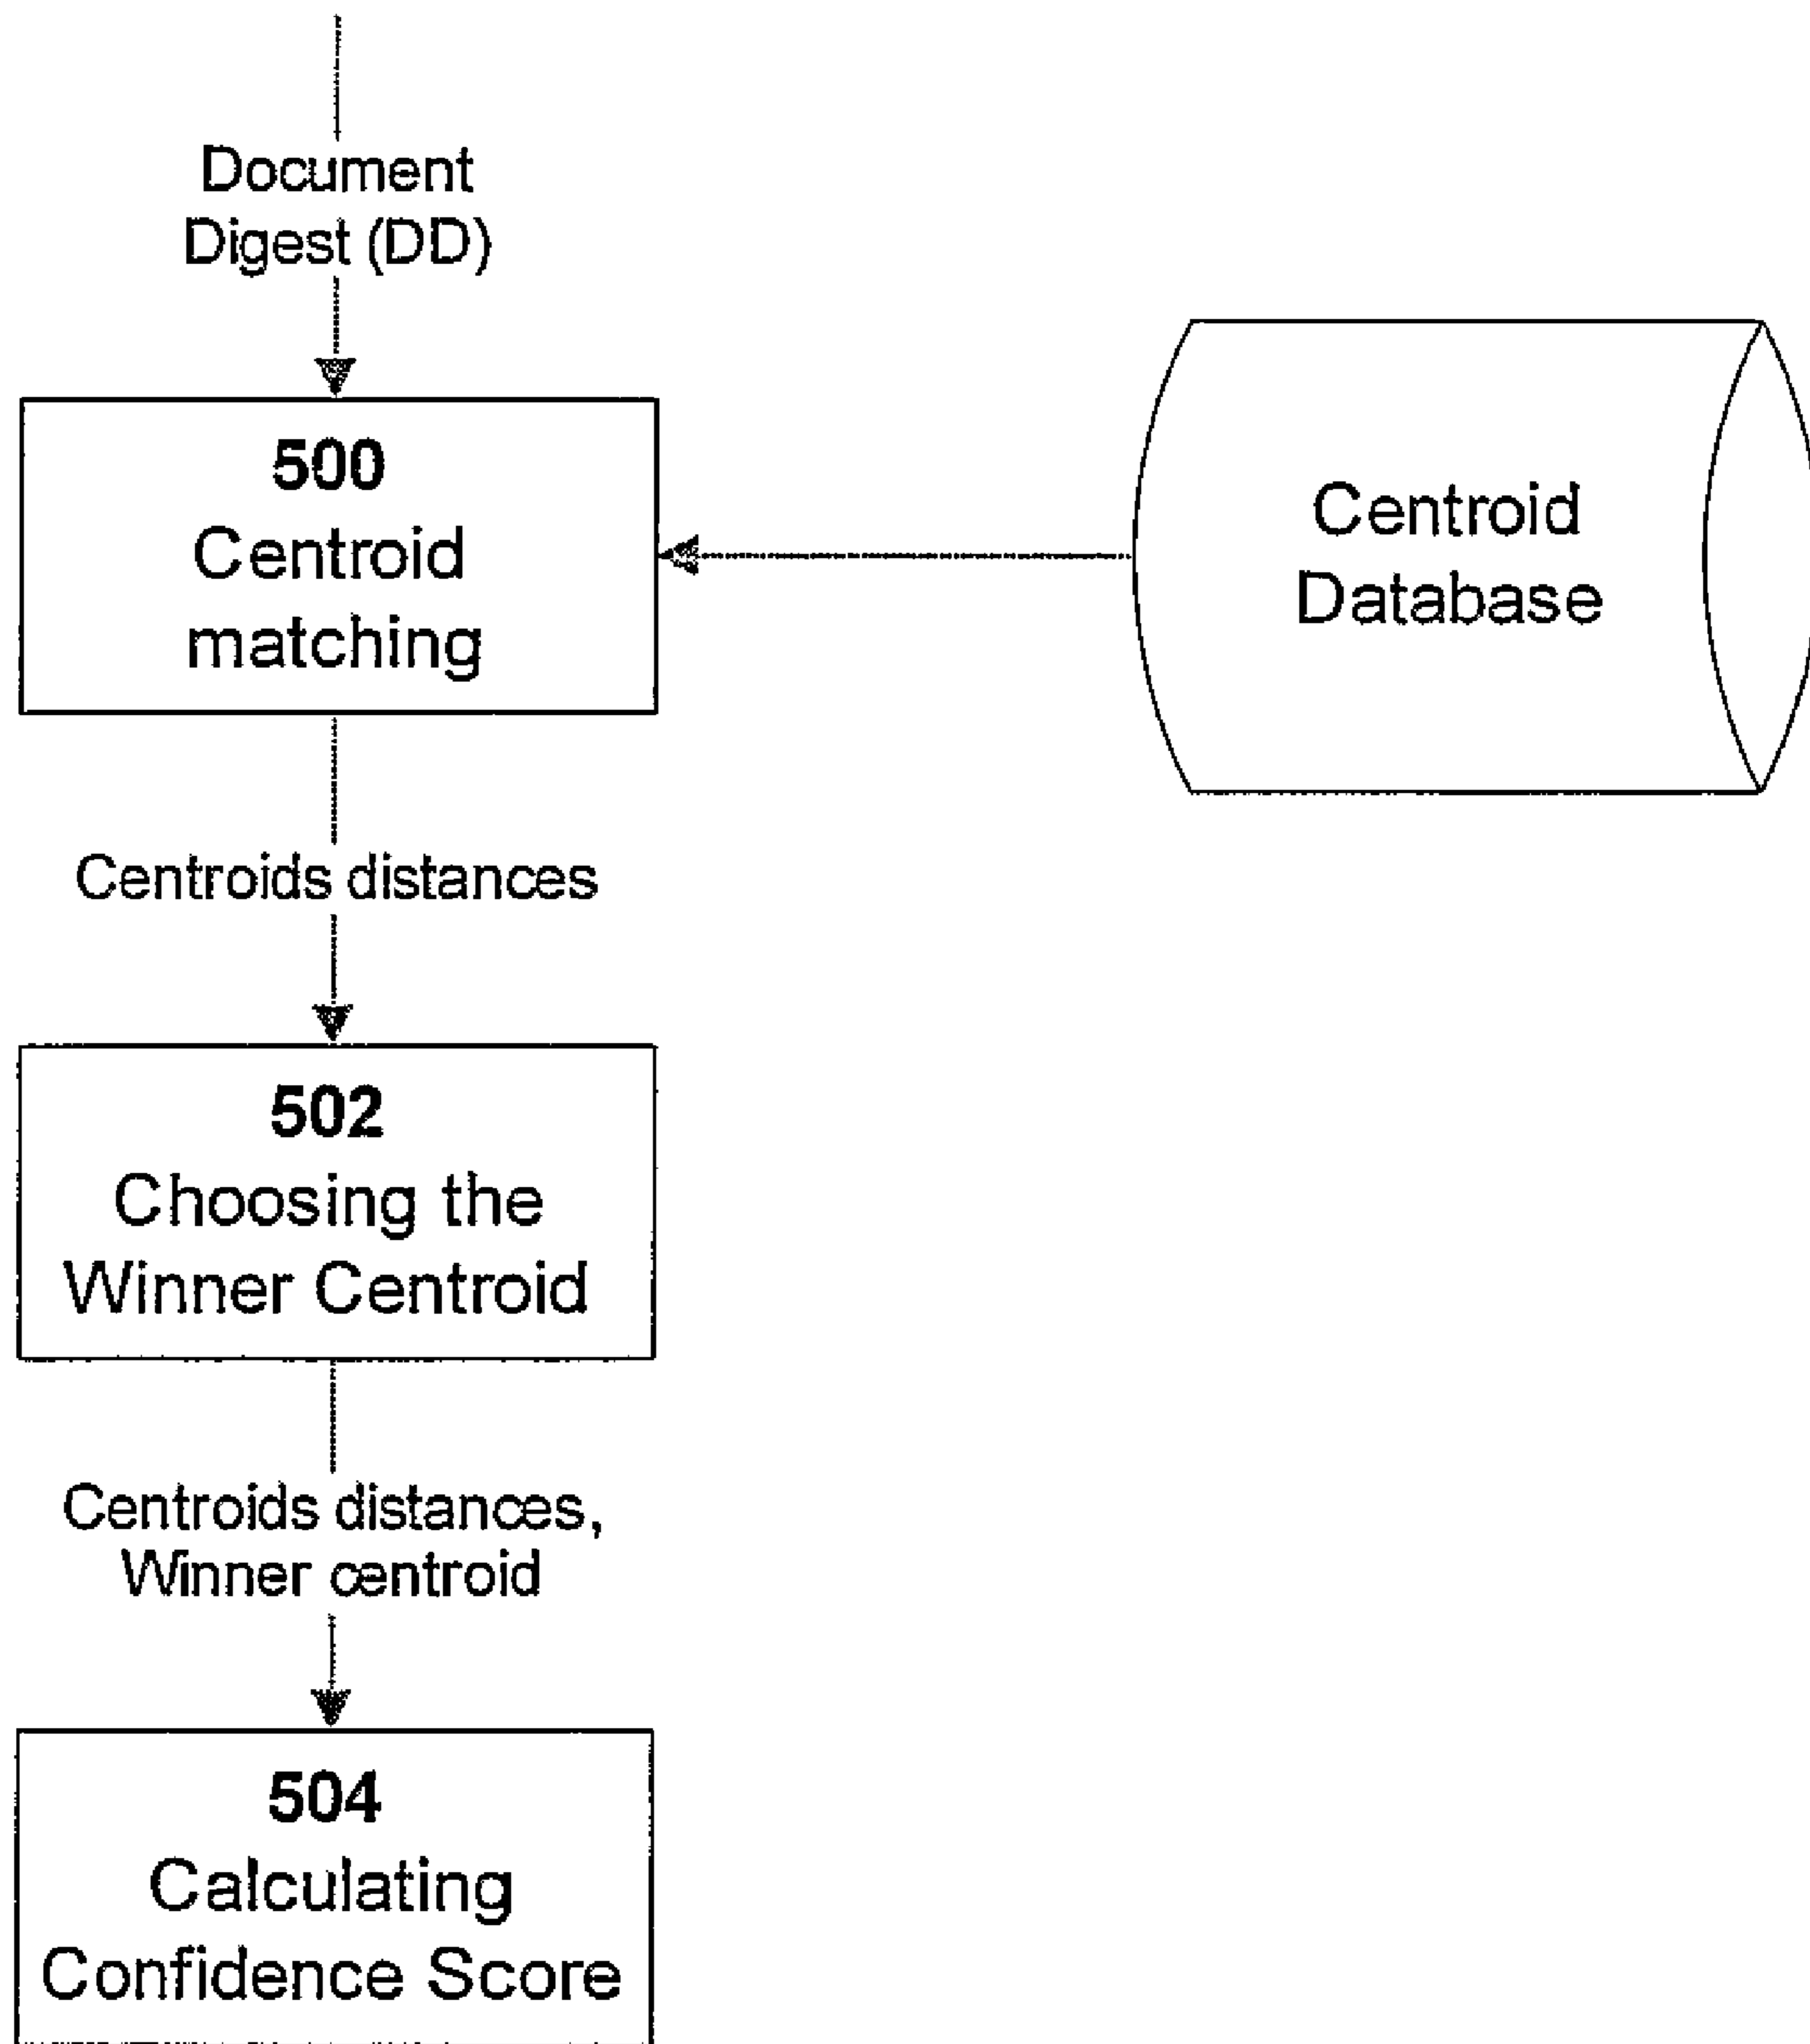 Document
Digest (DD)
500
Centroid
matching
Centroid
Database
Centroids distances
502
Choosing the
Winner Centroid
Centroids distances,
Winner centroid
504
Calculating
Confidence Score